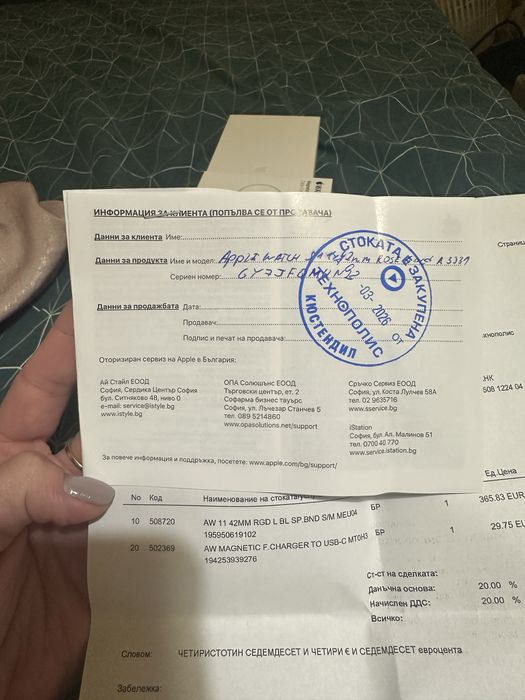 ИНФОРМАЦИЯ ЗА КЛИЕНТА (ПОПЪЛВА СЕ ОТ ПРОДАВАЧА)
Данни за клиента Име:
Данни за продукта Име и модел: APPLE WATCH
Сериен номер:
Данни за продажбата Дата:
Продавач:
Подпис и печат на продавача:
СТОКАТА Е ЗАКУПЕНА ОТ
-03- 2026
ТЕХНОПОЛИС
КЮСТЕНДИЛ
Страниц
хнополис
Оторизиран сервиз на Apple в България:
Ай Стайл ЕООД
София, Сердика Център София
бул. Ситняково 48, ниво 0
e-mail: service@istyle.bg
www.istyle.bg
ОПА Солюшънс ЕООД
Търговски център, ет. 2
Софарма бизнес тауърс
София, ул. Лъчезар Станчев 5
тел. 089 5214860
www.opasolutions.net/support
Сръчко Сервиз ЕООД
София, ул. Коста Лулчев 58А
тел. 02 9635716
www.sservice.bg
iStation
София, бул. Ал. Малинов 51
тел. 0700 40 770
www.service.istation.bg
НК
508 1224 04
За повече информация и поддръжка, посетете: www.apple.com/bg/support/
Ед.Цена
No Код Наименование на стоката/
1 365.83 EUR
10 508720 AW 11 42MM RGD L BL SP.BND S/M MEU04 БР
195950619102
1 29.75 EU
20 502369 AW MAGNETIC F.CHARGER TO USB-C MT0H3 БР
194253939276
Ст-ст на сделката:
Данъчна основа: 20.00 %
Начислен ДДС: 20.00 %
Всичко:
Словом: ЧЕТИРИСТОТИН СЕДЕМДЕСЕТ И ЧЕТИРИ € И СЕДЕМДЕСЕТ евроцента
Забележка: